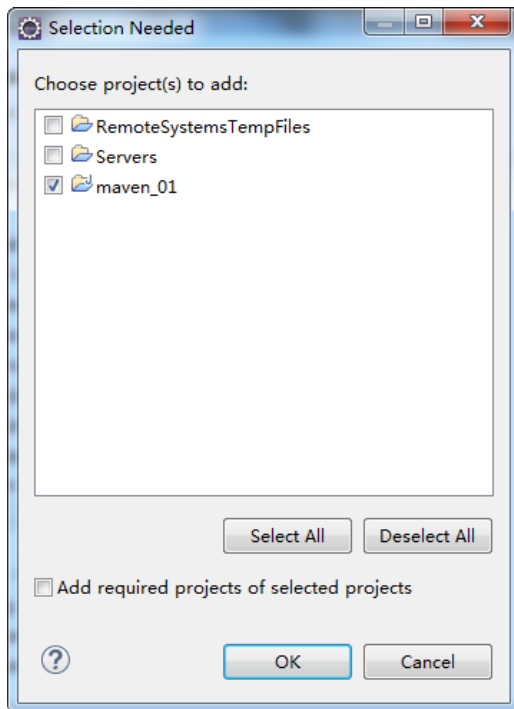 Selection Needed
Choose project(s) to add:
RemoteSystemsTempFiles
Servers
maven_01
Select All
Deselect All
Add required projects of selected projects
?
OK
Cancel